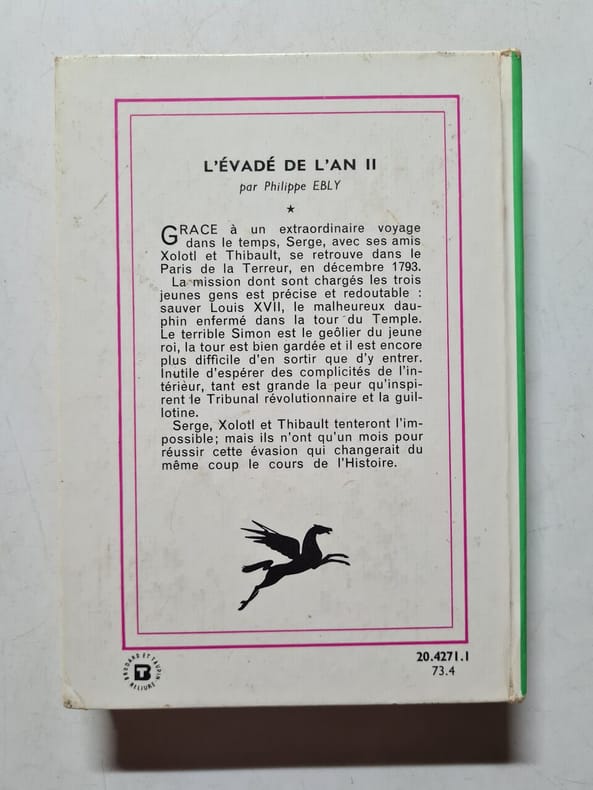 L'ÉVADÉ DE L'AN II
par Philippe EBLY
★
GRACE à un extraordinaire voyage
dans le temps, Serge, avec ses amis
Xolotl et Thibault, se retrouve dans le
Paris de la Terreur, en décembre 1793.
La mission dont sont chargés les trois
jeunes gens est précise et redoutable :
sauver Louis XVII, le malheureux dau-
phin enfermé dans la tour du Temple.
Le terrible Simon est le geôlier du jeune
roi, la tour est bien gardée et il est encore
plus difficile d'en sortir que d'y entrer.
Inutile d'espérer des complicités de l'in-
térieur, tant est grande la peur qu'inspi-
rent le Tribunal révolutionnaire et la guil-
lotine.
Serge, Xolotl et Thibault tenteront l'im-
possible; mais ils n'ont qu'un mois pour
réussir cette évasion qui changerait du
même coup le cours de l'Histoire.
BRODARD ET TAUPIN
RELIURE
20.4271.1
73.4